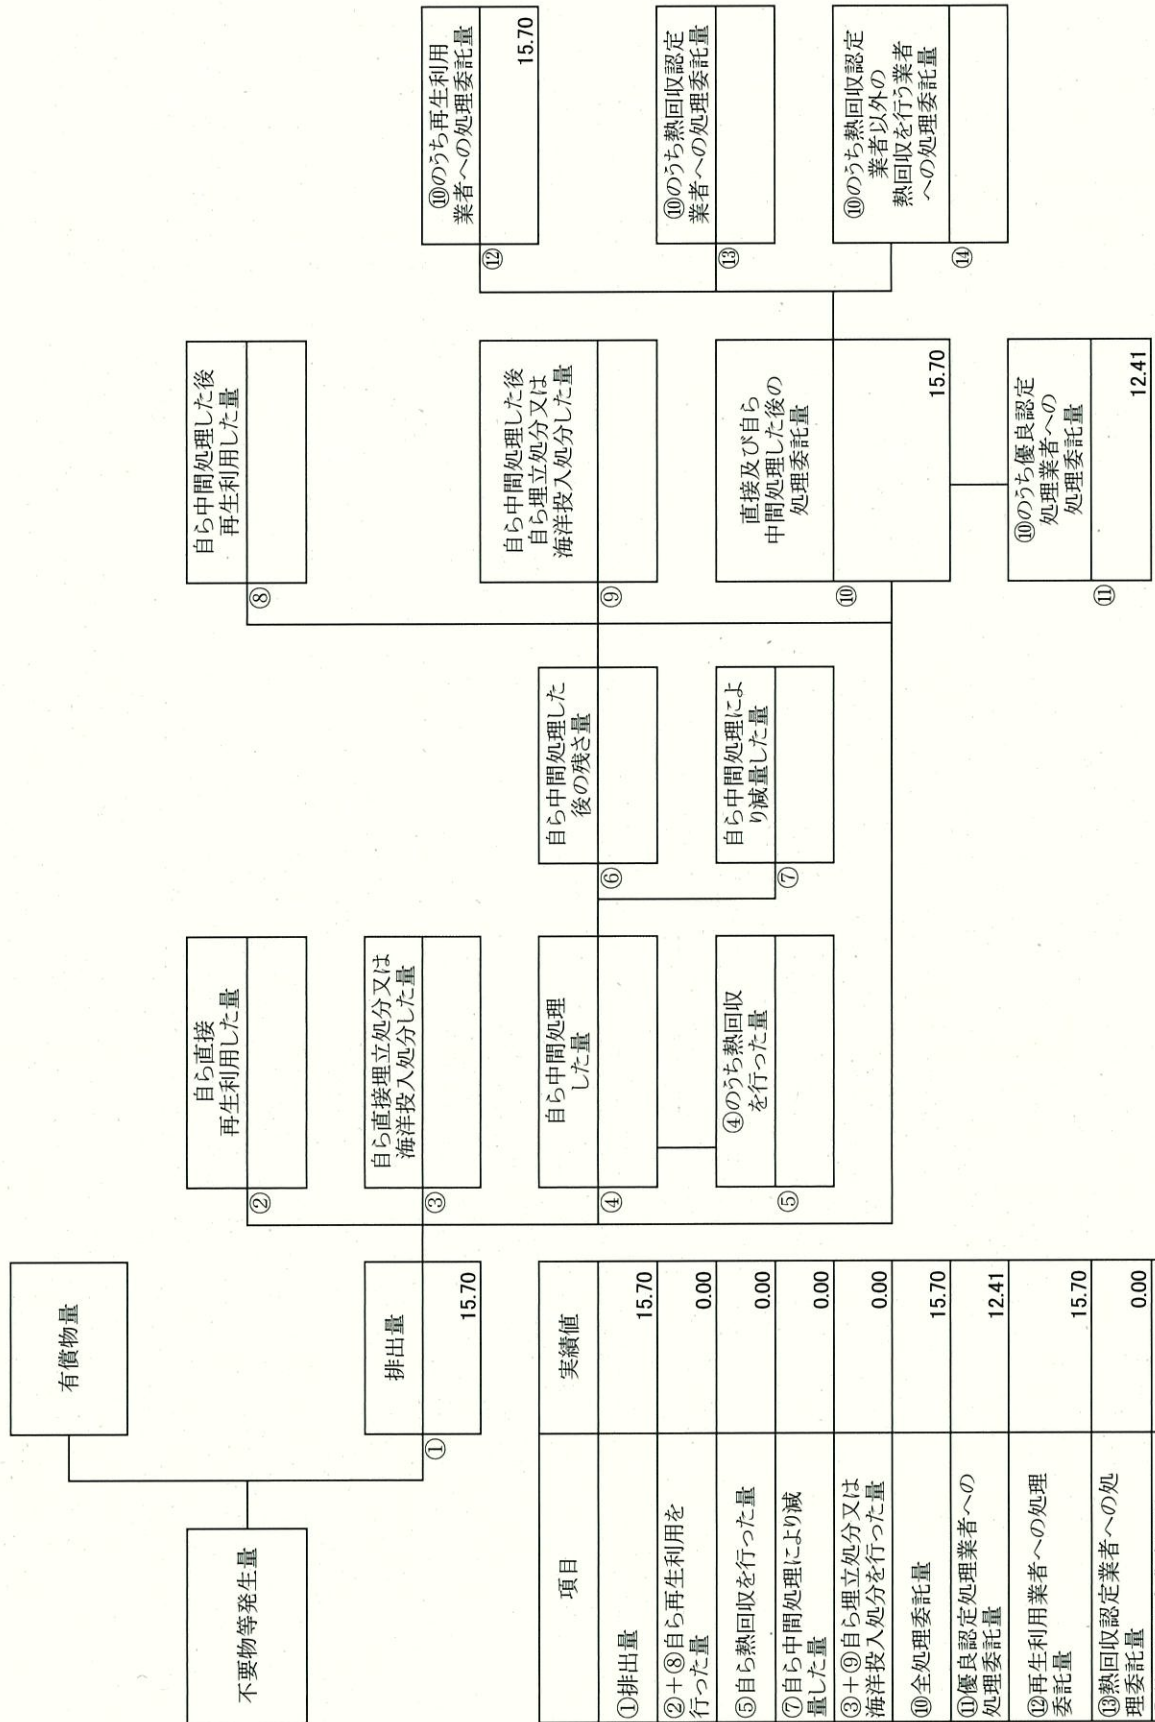 不要物等発生量
有償物量
排出量
①
15.70
自ら直接
再生利用した量
②
自ら直接埋立処分又は
海洋投入処分した量
③
自ら中間処理
した量
④
④のうち熱回収
を行った量
⑤
自ら中間処理した
後の残さ量
⑥
自ら中間処理によ
り減量した量
⑦
自ら中間処理した後
再生利用した量
⑧
自ら中間処理した後
自ら埋立処分又は
海洋投入処分した量
⑨
直接及び自ら
中間処理した後の
処理委託量
⑩
15.70
⑩のうち優良認定
処理業者への
処理委託量
⑪
12.41
⑩のうち再生利用
業者への処理委託量
⑫
15.70
⑩のうち熱回収認定
業者への処理委託量
⑬
⑩のうち熱回収認定
業者以外の
熱回収を行う業者
への処理委託量
⑭
項目 実績値
①排出量 15.70
②+⑧自ら再生利用を
行った量 0.00
⑤自ら熱回収を行った量 0.00
⑦自ら中間処理により減
量した量 0.00
③+⑨自ら埋立処分又は
海洋投入処分を行った量 0.00
⑩全処理委託量 15.70
⑪優良認定処理業者への
処理委託量 12.41
⑫再生利用業者への処理
委託量 15.70
⑬熱回収認定業者への処
理委託量 0.00